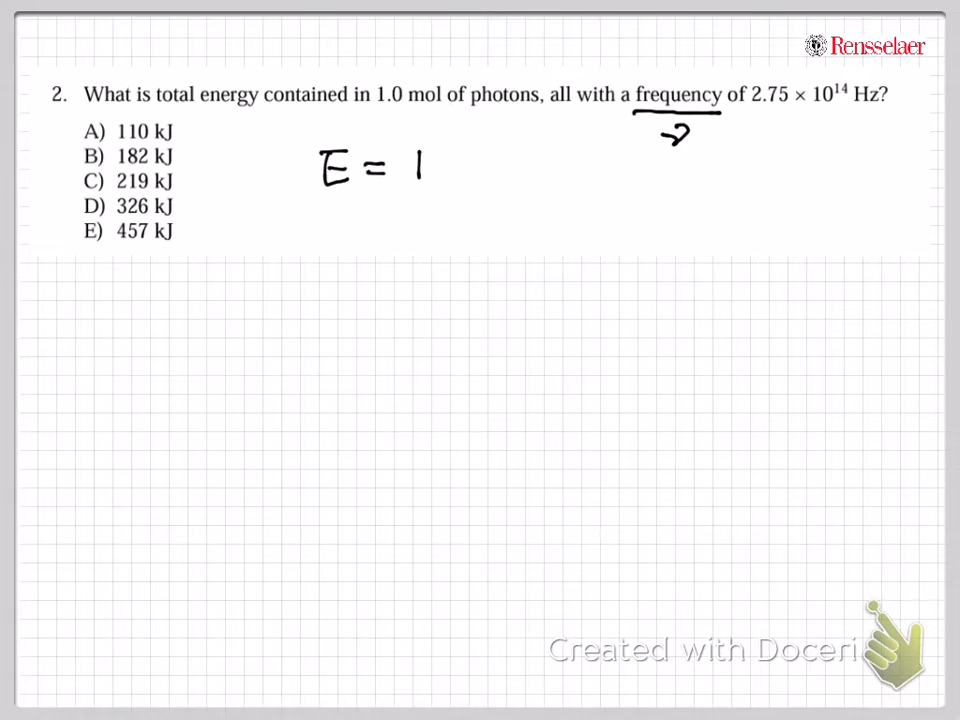 Rensselaer
2. What is total energy contained in 1.0 mol of photons, all with a frequency of 2.75 × 10¹⁴ Hz?
A) 110 kJ
B) 182 kJ
C) 219 kJ
D) 326 kJ
E) 457 kJ
ν
E = 1
Created with Doceri